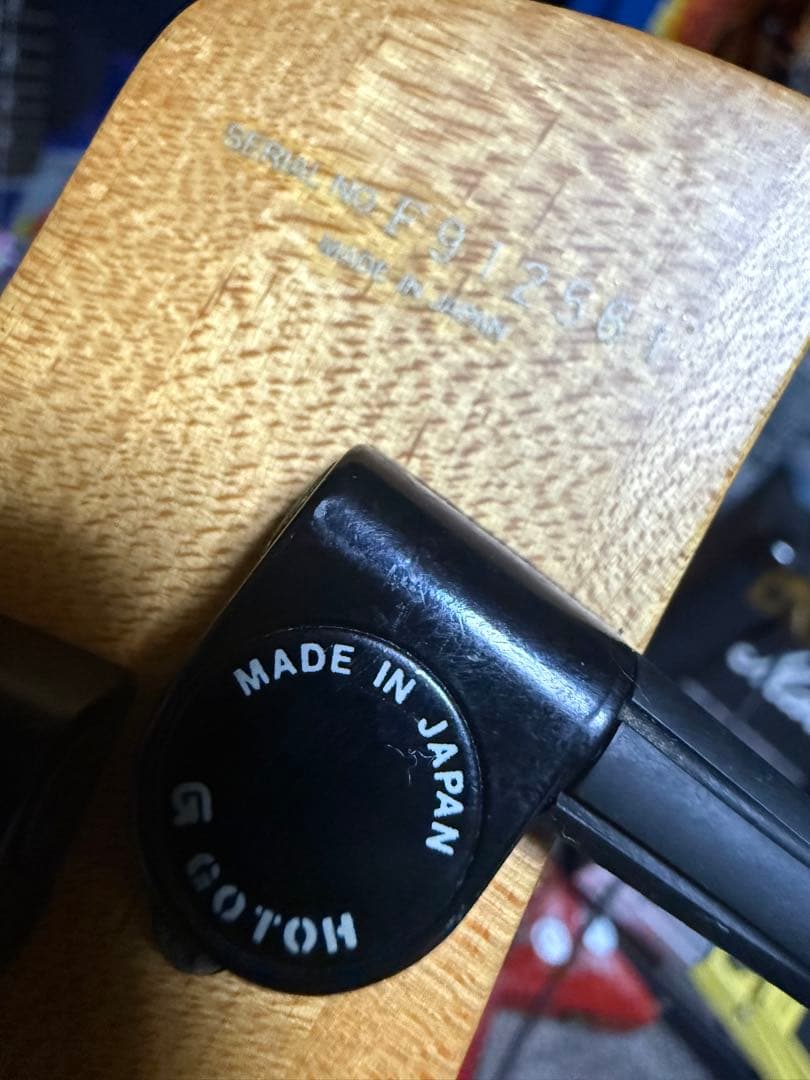 SERIAL NO. F912561
MADE IN JAPAN
MADE IN JAPAN
G GOTOH